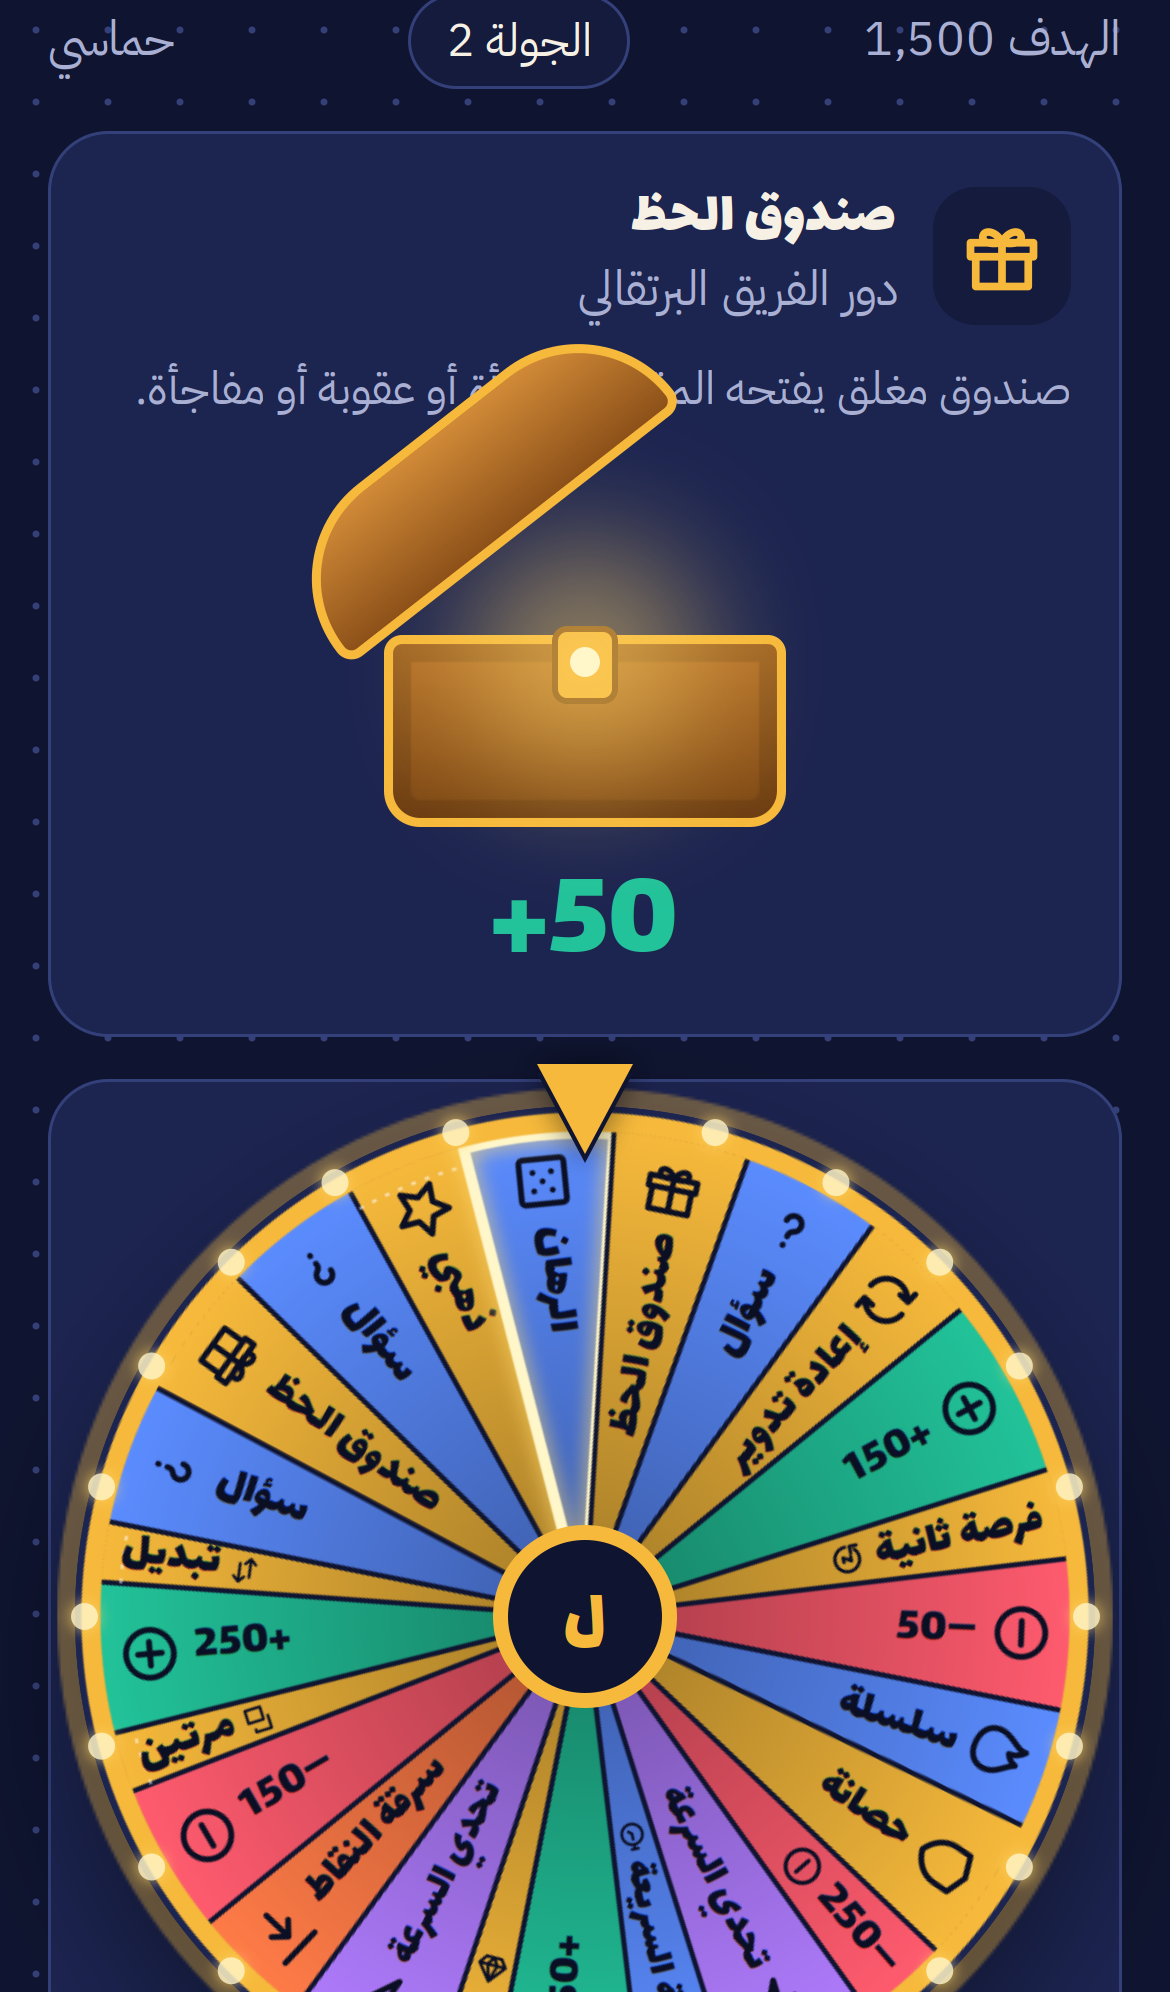 الهدف 1,500
الجولة 2
حماسي
صندوق الحظ
دور الفريق البرتقالي
صندوق مغلق يفتحه أو عقوبة أو مفاجأة.
+50
الرهان
صندوق الحظ
سؤال
إعادة تدوير
+150
فرصة ثانية
−50
سلسلة
حصانة
−250
تحدي السرعة
السريعة
تحدي السرعة
سرقة النقاط
−150
مرتين
+250
تبديل
سؤال
صندوق الحظ
سؤال
ذهبي
ل